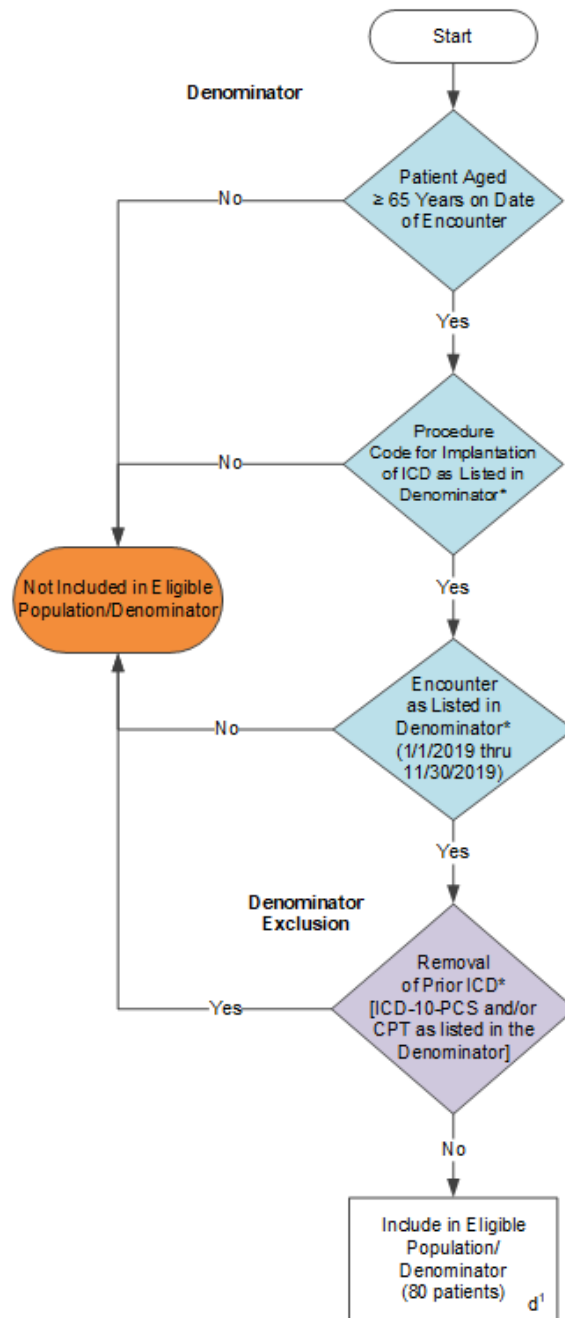 Start
Denominator
Patient Aged
≥ 65 Years on Date
of Encounter
No
Yes
Procedure
Code for Implantation
of ICD as Listed in
Denominator*
No
Yes
Not Included in Eligible
Population/Denominator
Encounter
as Listed in
Denominator*
(1/1/2019 thru
11/30/2019)
No
Yes
Denominator
Exclusion
Removal
of Prior ICD*
[ICD-10-PCS and/or
CPT as listed in the
Denominator]
Yes
No
Include in Eligible
Population/
Denominator
(80 patients)
d¹